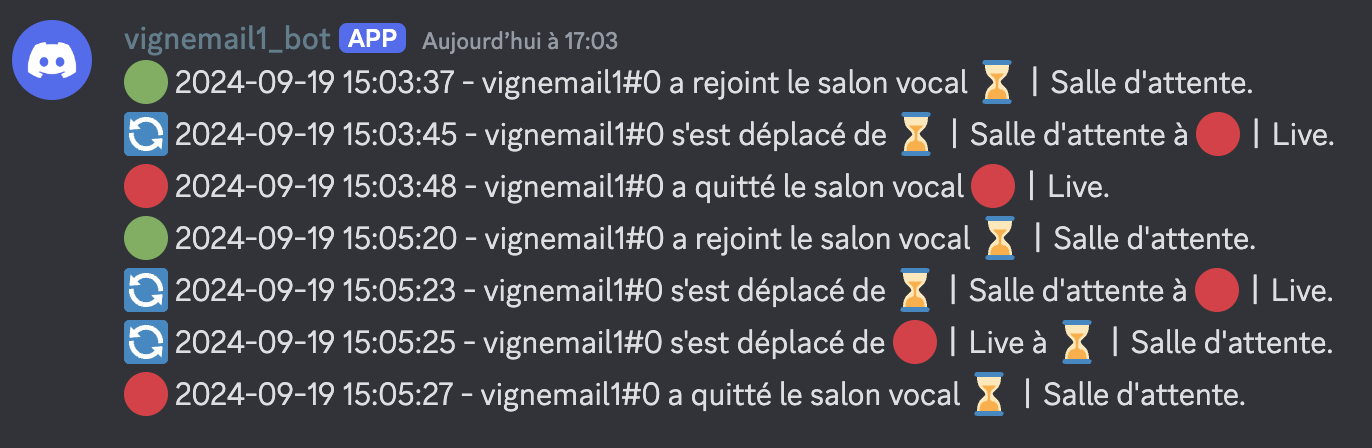 vignemail1_bot APP Aujourd’hui à 17:03
🟢 2024-09-19 15:03:37 - vignemail1#0 a rejoint le salon vocal ⏳ | Salle d'attente.
🔄 2024-09-19 15:03:45 - vignemail1#0 s'est déplacé de ⏳ | Salle d'attente à 🔴 | Live.
🔴 2024-09-19 15:03:48 - vignemail1#0 a quitté le salon vocal 🔴 | Live.
🟢 2024-09-19 15:05:20 - vignemail1#0 a rejoint le salon vocal ⏳ | Salle d'attente.
🔄 2024-09-19 15:05:23 - vignemail1#0 s'est déplacé de ⏳ | Salle d'attente à 🔴 | Live.
🔄 2024-09-19 15:05:25 - vignemail1#0 s'est déplacé de 🔴 | Live à ⏳ | Salle d'attente.
🔴 2024-09-19 15:05:27 - vignemail1#0 a quitté le salon vocal ⏳ | Salle d'attente.